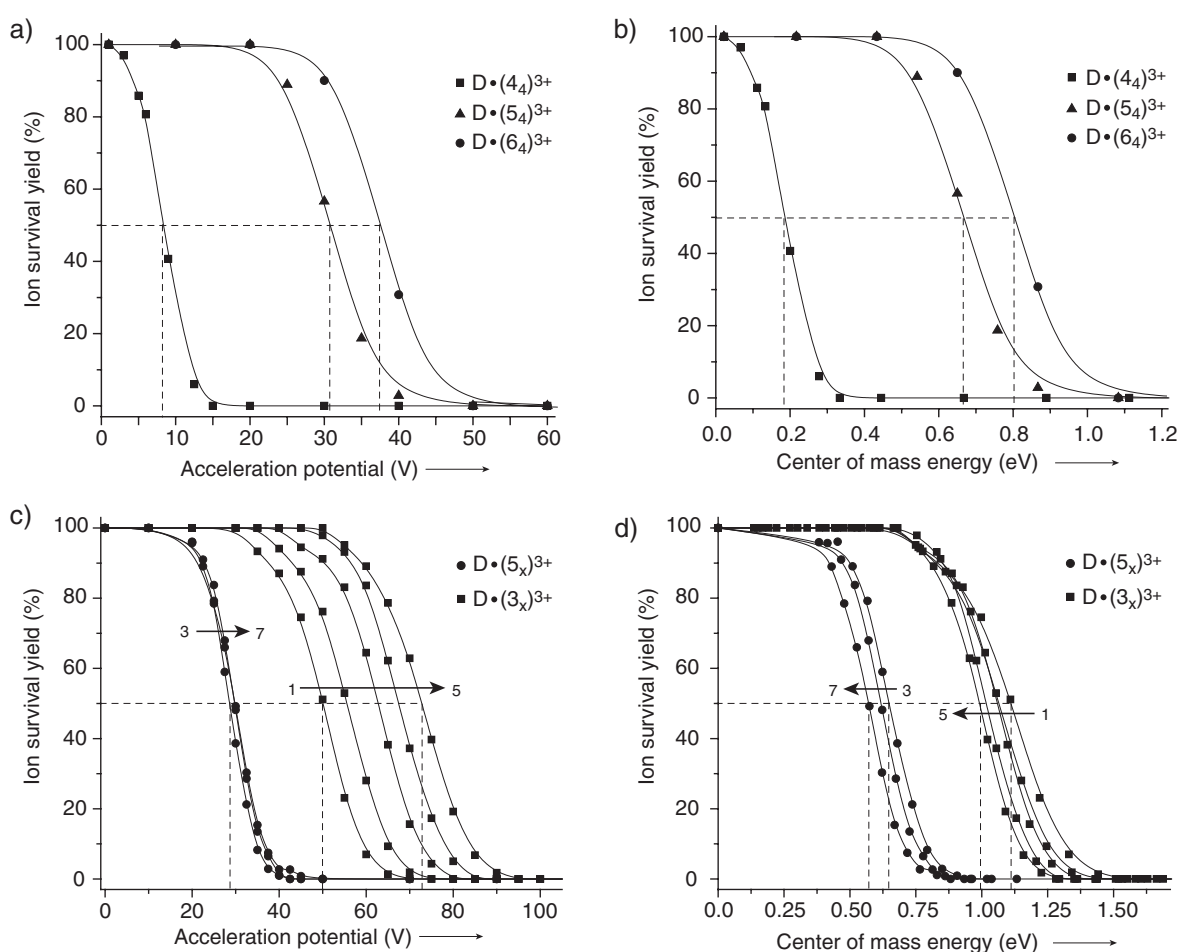 a)
Ion survival yield (%)
100
80
60
40
20
0
0 10 20 30 40 50 60
Acceleration potential (V)
D•(4₄)³⁺
D•(5₄)³⁺
D•(6₄)³⁺
b)
Ion survival yield (%)
100
80
60
40
20
0
0.0 0.2 0.4 0.6 0.8 1.0 1.2
Center of mass energy (eV)
D•(4₄)³⁺
D•(5₄)³⁺
D•(6₄)³⁺
c)
Ion survival yield (%)
100
80
60
40
20
0
0 20 40 60 80 100
Acceleration potential (V)
D•(5ₓ)³⁺
D•(3ₓ)³⁺
3 7
1 5
d)
Ion survival yield (%)
100
80
60
40
20
0
0.0 0.50 0.75 1.00 1.25 1.50
Center of mass energy (eV)
D•(5ₓ)³⁺
D•(3ₓ)³⁺
7 3
5 1